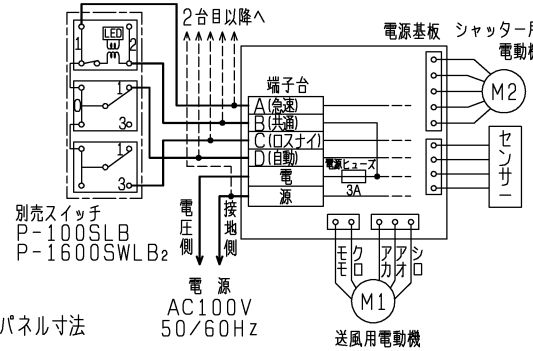 2台目以降へ
電源基板
シャッター用
電動機
LED
1
2
端子台
A(急速)
B(共通)
C(ロスナイ)
D(自動)
電
源
電源ヒューズ
3A
M2
センサー
0
1
3
1
3
別売スイッチ
P-100SLB
P-1600SWLB2
電圧側
接地側
電 源
AC100V
50/60Hz
モモ
クロ
アカ
アオ
シロ
M1
送風用電動機
パネル寸法